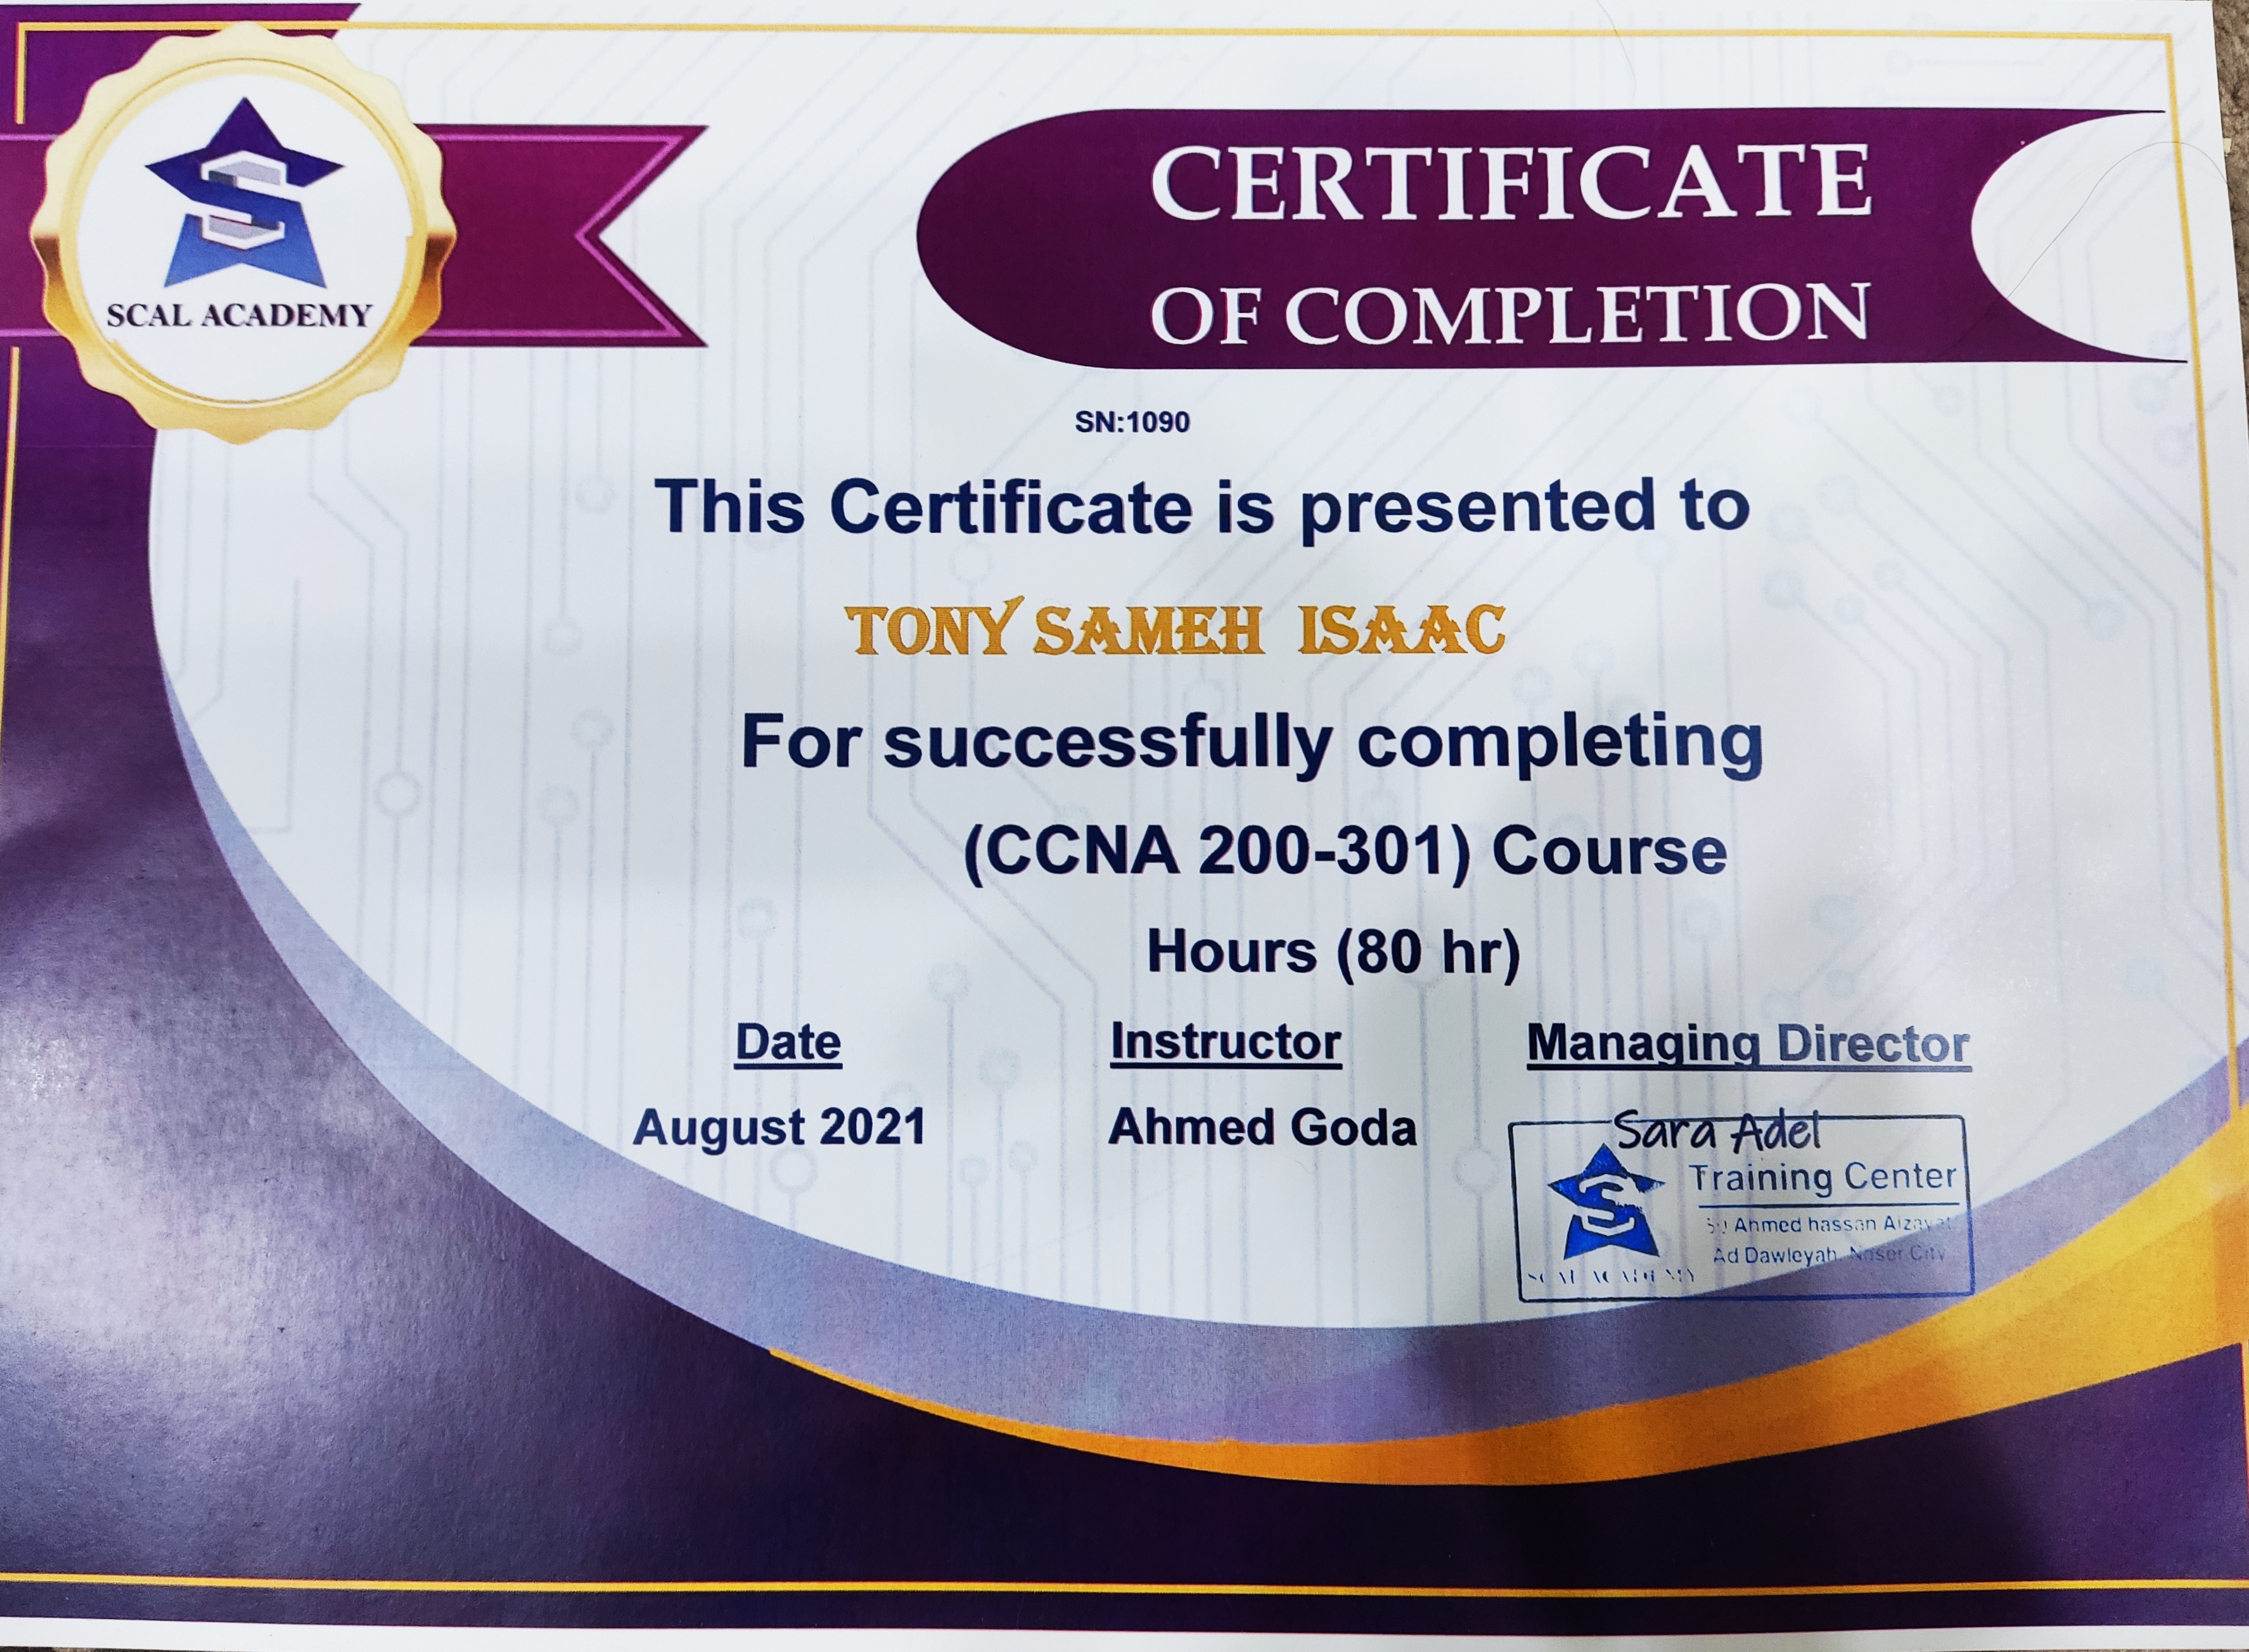 SCAL ACADEMY
CERTIFICATE
OF COMPLETION
SN:1090
This Certificate is presented to
TONY SAMEH ISAAC
For successfully completing
(CCNA 200-301) Course
Hours (80 hr)
Date Instructor Managing Director
August 2021 Ahmed Goda
Sara Adel
Training Center
Ahmed hassan
Ad Dawleyah, Naser City
SCAL ACADEMY